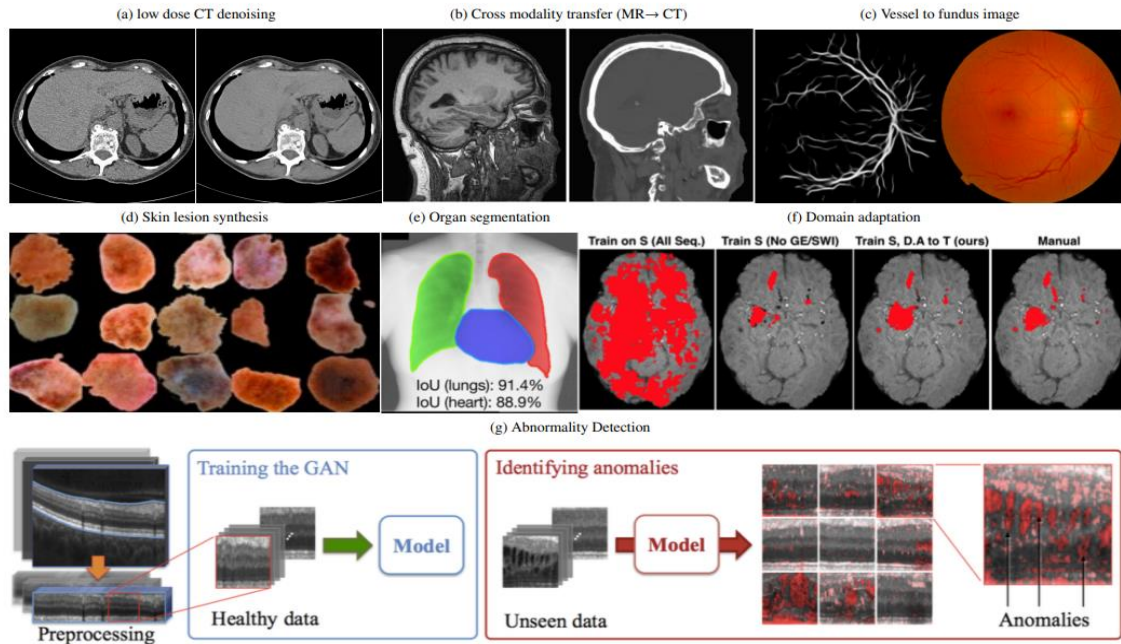 (a) low dose CT denoising
(b) Cross modality transfer (MR→ CT)
(c) Vessel to fundus image
(d) Skin lesion synthesis
(e) Organ segmentation
(f) Domain adaptation
IoU (lungs): 91.4%
IoU (heart): 88.9%
Train on S (All Seq.)
Train S (No GE/SWI)
Train S, D.A to T (ours)
Manual
(g) Abnormality Detection
Preprocessing
Training the GAN
Healthy data
Model
Identifying anomalies
Unseen data
Model
Anomalies